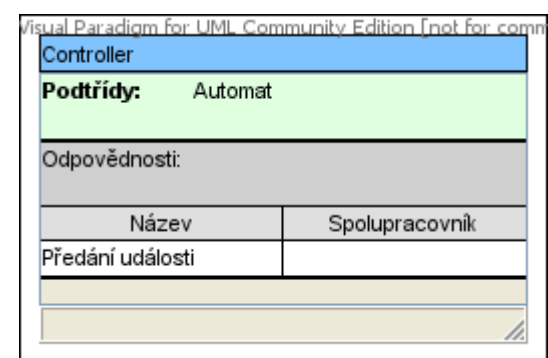 Visual Paradigm for UML Community Edition [not for comm
Controller
Podtřídy: Automat
Odpovědnosti:
Název Spolupracovník
Předání události